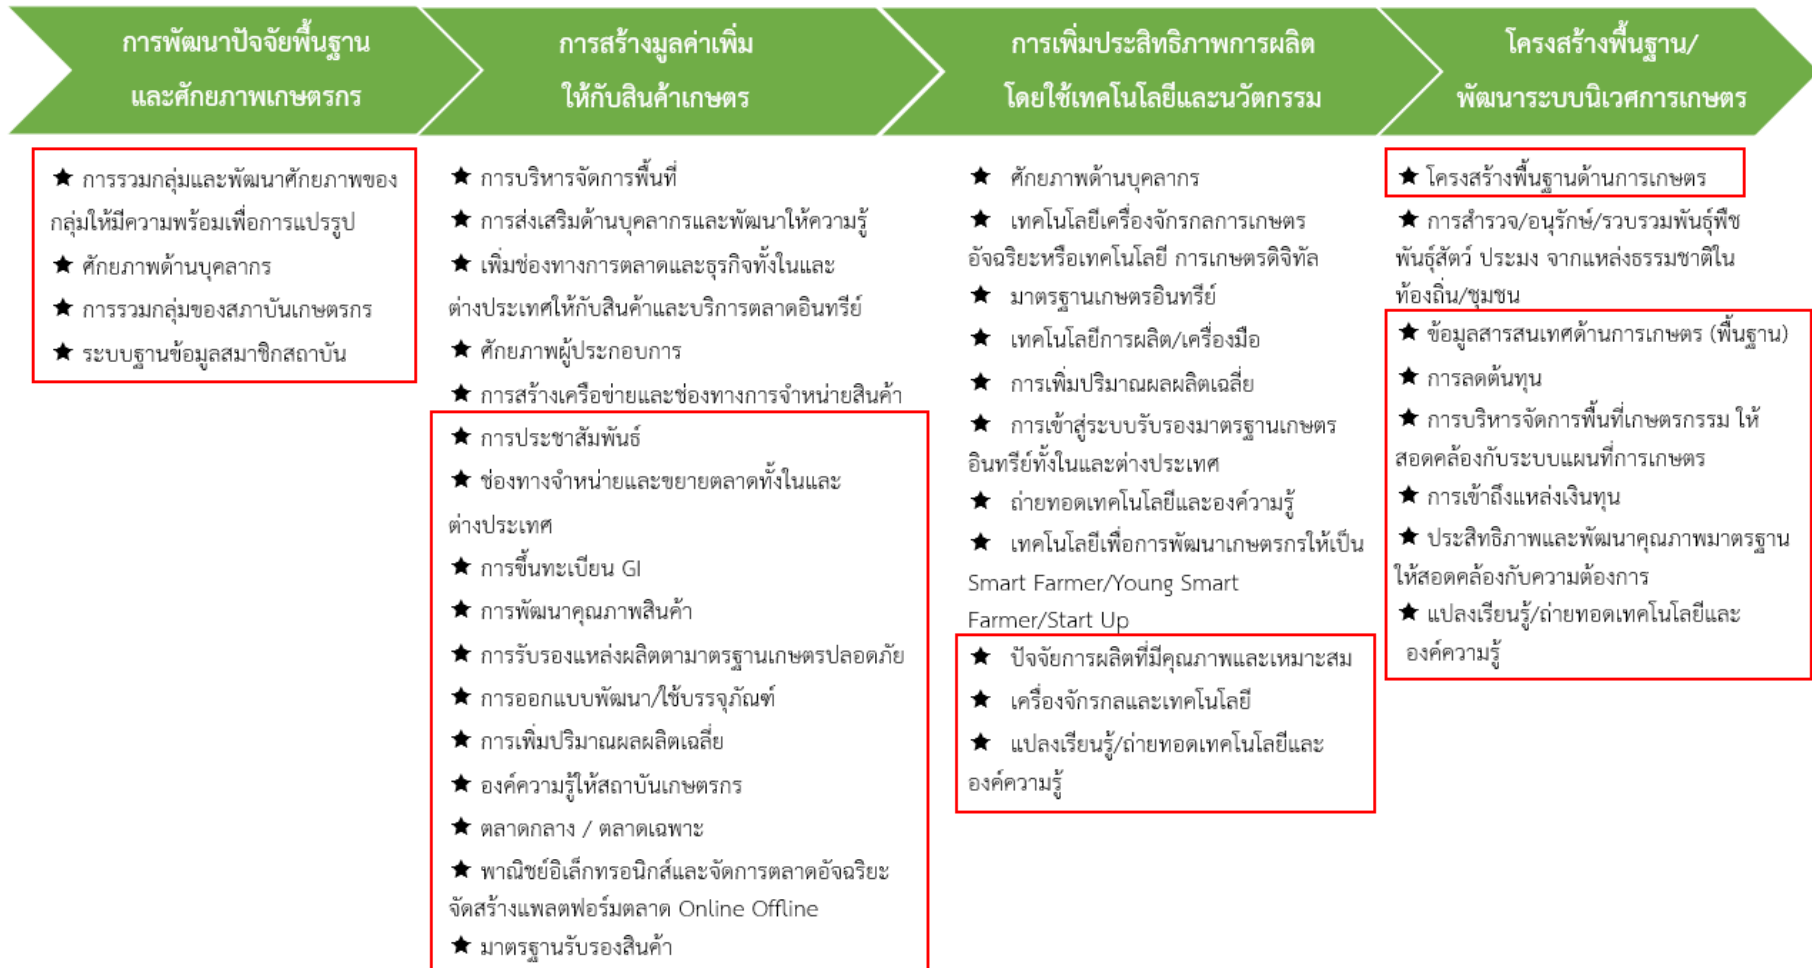 การพัฒนาปัจจัยพื้นฐาน
และศักยภาพเกษตรกร
★ การรวมกลุ่มและพัฒนาศักยภาพของ
กลุ่มให้มีความพร้อมเพื่อการแปรรูป
★ ศักยภาพด้านบุคลากร
★ การรวมกลุ่มของสถาบันเกษตรกร
★ ระบบฐานข้อมูลสมาชิกสถาบัน
การสร้างมูลค่าเพิ่ม
ให้กับสินค้าเกษตร
★ การบริหารจัดการพื้นที่
★ การส่งเสริมด้านบุคลากรและพัฒนาให้ความรู้
★ เพิ่มช่องทางการตลาดและธุรกิจทั้งในและ
ต่างประเทศให้กับสินค้าและบริการตลาดอินทรีย์
★ ศักยภาพผู้ประกอบการ
★ การสร้างเครือข่ายและช่องทางการจำหน่ายสินค้า
★ การประชาสัมพันธ์
★ ช่องทางจำหน่ายและขยายตลาดทั้งในและ
ต่างประเทศ
★ การขึ้นทะเบียน GI
★ การพัฒนาคุณภาพสินค้า
★ การรับรองแหล่งผลิตตามาตรฐานเกษตรปลอดภัย
★ การออกแบบพัฒนา/ใช้บรรจุภัณฑ์
★ การเพิ่มปริมาณผลผลิตเฉลี่ย
★ องค์ความรู้ให้สถาบันเกษตรกร
★ ตลาดกลาง / ตลาดเฉพาะ
★ พาณิชย์อิเล็กทรอนิกส์และจัดการตลาดอัจฉริยะ
จัดสร้างแพลตฟอร์มตลาด Online Offline
★ มาตรฐานรับรองสินค้า
การเพิ่มประสิทธิภาพการผลิต
โดยใช้เทคโนโลยีและนวัตกรรม
★ ศักยภาพด้านบุคลากร
★ เทคโนโลยีเครื่องจักรกลการเกษตร
อัจฉริยะหรือเทคโนโลยี การเกษตรดิจิทัล
★ มาตรฐานเกษตรอินทรีย์
★ เทคโนโลยีการผลิต/เครื่องมือ
★ การเพิ่มปริมาณผลผลิตเฉลี่ย
★ การเข้าสู่ระบบรับรองมาตรฐานเกษตร
อินทรีย์ทั้งในและต่างประเทศ
★ ถ่ายทอดเทคโนโลยีและองค์ความรู้
★ เทคโนโลยีเพื่อการพัฒนาเกษตรกรให้เป็น
Smart Farmer/Young Smart
Farmer/Start Up
★ ปัจจัยการผลิตที่มีคุณภาพและเหมาะสม
★ เครื่องจักรกลและเทคโนโลยี
★ แปลงเรียนรู้/ถ่ายทอดเทคโนโลยีและ
องค์ความรู้
โครงสร้างพื้นฐาน/
พัฒนาระบบนิเวศการเกษตร
★ โครงสร้างพื้นฐานด้านการเกษตร
★ การสำรวจ/อนุรักษ์/รวบรวมพันธุ์พืช
พันธุ์สัตว์ ประมง จากแหล่งธรรมชาติใน
ท้องถิ่น/ชุมชน
★ ข้อมูลสารสนเทศด้านการเกษตร (พื้นฐาน)
★ การลดต้นทุน
★ การบริหารจัดการพื้นที่เกษตรกรรม ให้
สอดคล้องกับระบบแผนที่การเกษตร
★ การเข้าถึงแหล่งเงินทุน
★ ประสิทธิภาพและพัฒนาคุณภาพมาตรฐาน
ให้สอดคล้องกับความต้องการ
★ แปลงเรียนรู้/ถ่ายทอดเทคโนโลยีและ
องค์ความรู้